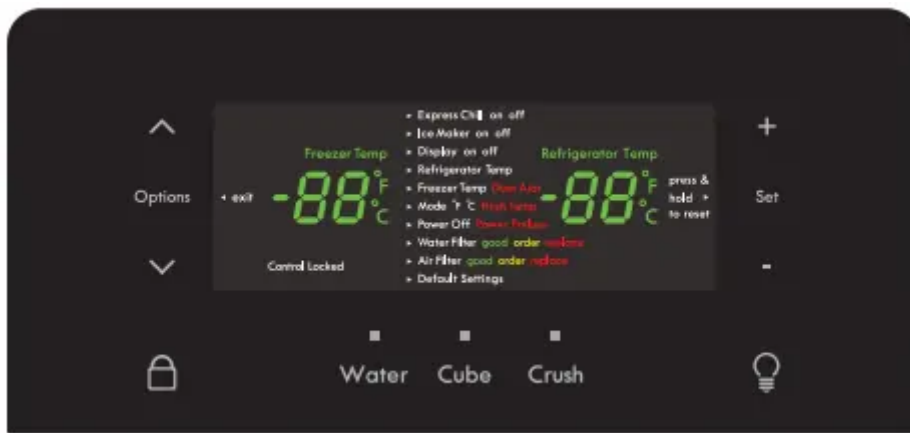 Express Chill on off
Ice Maker on off
Display on off
Refrigerator Temp
Freezer Temp Door Ajar
Mode °F °C High Temp
Power Off Power Failure
Water Filter good order replace
Air Filter good order replace
Default Settings
Freezer Temp
-88 °F °C
Refrigerator Temp
-88 °F °C
Options
exit
press &
hold
to reset
Set
+
-
Control Locked
Water Cube Crush